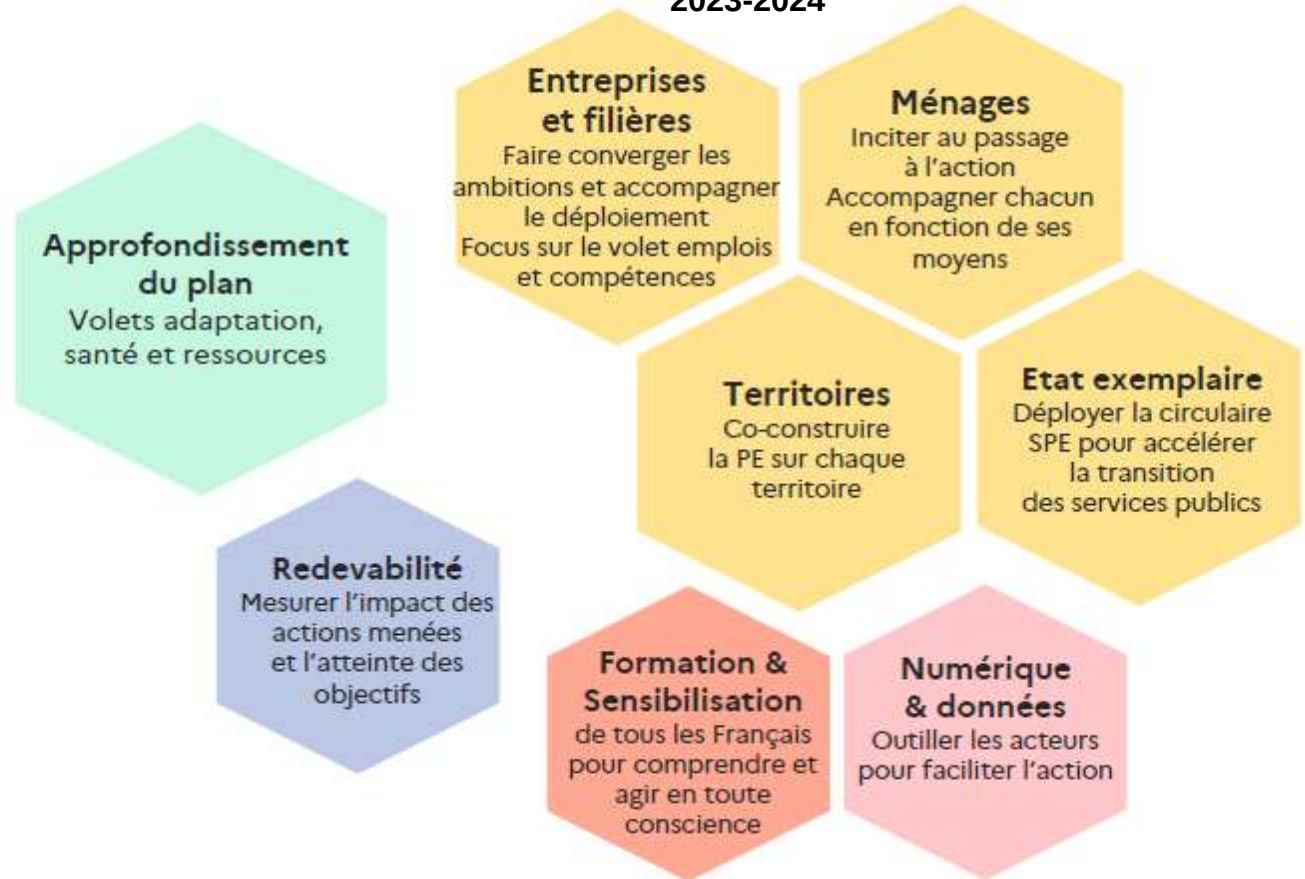 2023-2024
Entreprises
et filières
Faire converger les
ambitions et accompagner
le déploiement
Focus sur le volet emplois
et compétences
Ménages
Inciter au passage
à l'action
Accompagner chacun
en fonction de ses
moyens
Approfondissement
du plan
Volets adaptation,
santé et ressources
Territoires
Co-construire
la PE sur chaque
territoire
Etat exemplaire
Déployer la circulaire
SPE pour accélérer
la transition
des services publics
Redevabilité
Mesurer l'impact des
actions menées
et l'atteinte des
objectifs
Formation &
Sensibilisation
de tous les Français
pour comprendre et
agir en toute
conscience
Numérique
& données
Outiller les acteurs
pour faciliter l'action